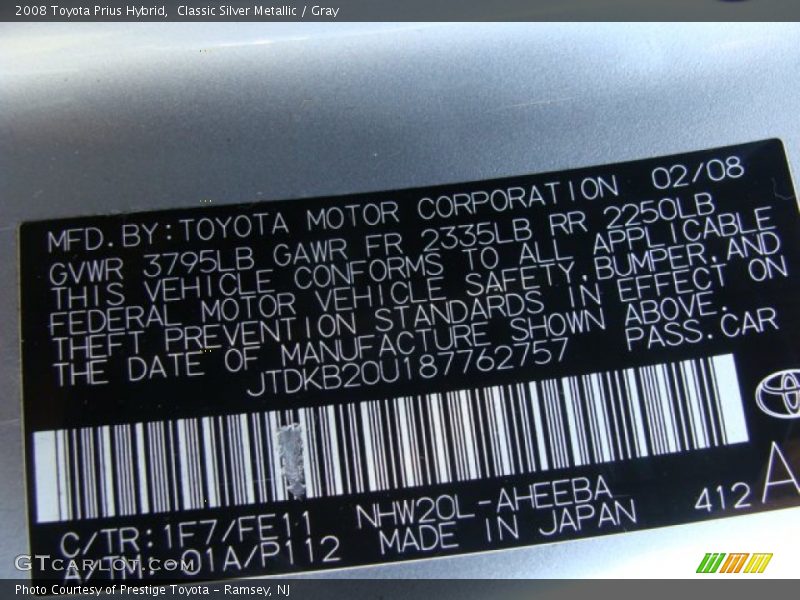 2008 Toyota Prius Hybrid,  Classic Silver Metallic / Gray
MFD.BY:TOYOTA MOTOR CORPORATION 02/08
GVWR 3795LB GAWR FR 2335LB RR 2250LB
THIS VEHICLE CONFORMS TO ALL APPLICABLE
FEDERAL MOTOR VEHICLE SAFETY,BUMPER,AND
THEFT PREVENTION STANDARDS IN EFFECT ON
THE DATE OF MANUFACTURE SHOWN ABOVE.
JTDKB20U187762757 PASS.CAR
C/TR:1F7/FE11 NHW20L-AHEEBA
A/TM:-01A/P112 MADE IN JAPAN 412 A
GTCarLot.com
Photo Courtesy of Prestige Toyota - Ramsey, NJ